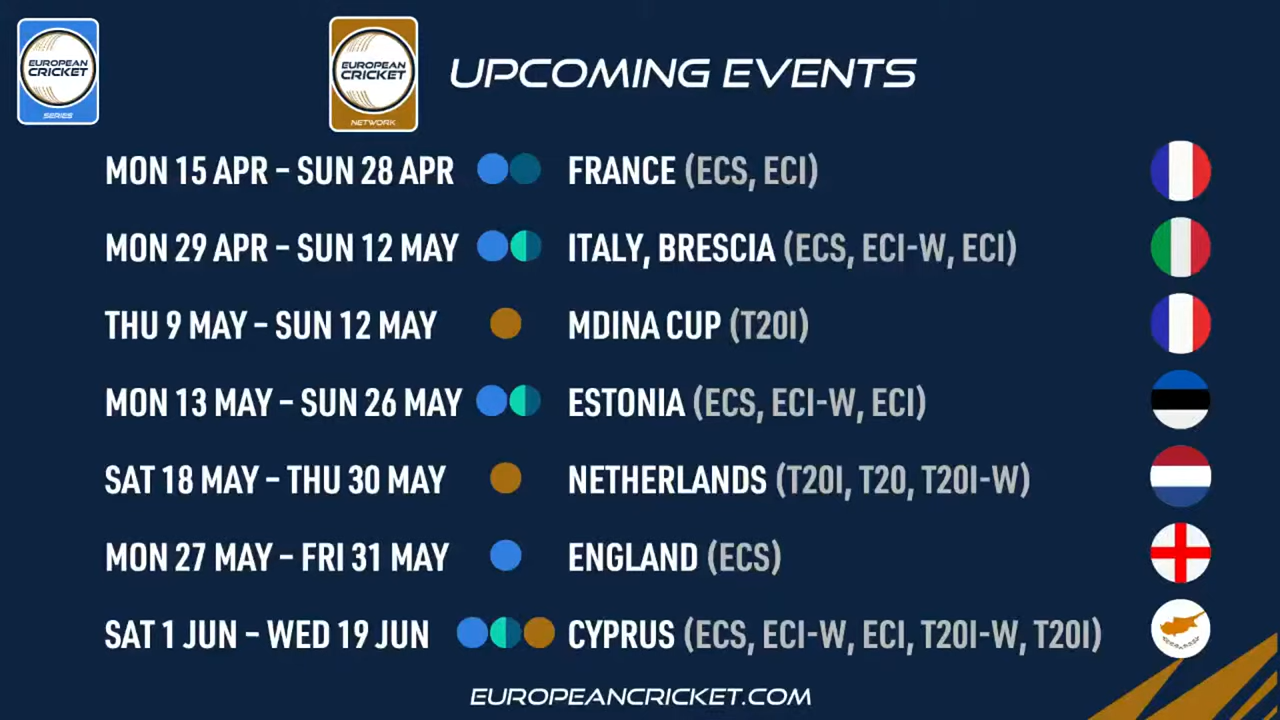 EUROPEAN
CRICKET
SERIES
EUROPEAN
CRICKET
NETWORK
UPCOMING EVENTS
MON 15 APR – SUN 28 APR FRANCE (ECS, ECI)
MON 29 APR – SUN 12 MAY ITALY, BRESCIA (ECS, ECI-W, ECI)
THU 9 MAY – SUN 12 MAY MDINA CUP (T20I)
MON 13 MAY – SUN 26 MAY ESTONIA (ECS, ECI-W, ECI)
SAT 18 MAY – THU 30 MAY NETHERLANDS (T20I, T20, T20I-W)
MON 27 MAY – FRI 31 MAY ENGLAND (ECS)
SAT 1 JUN – WED 19 JUN CYPRUS (ECS, ECI-W, ECI, T20I-W, T20I)
EUROPEANCRICKET.COM